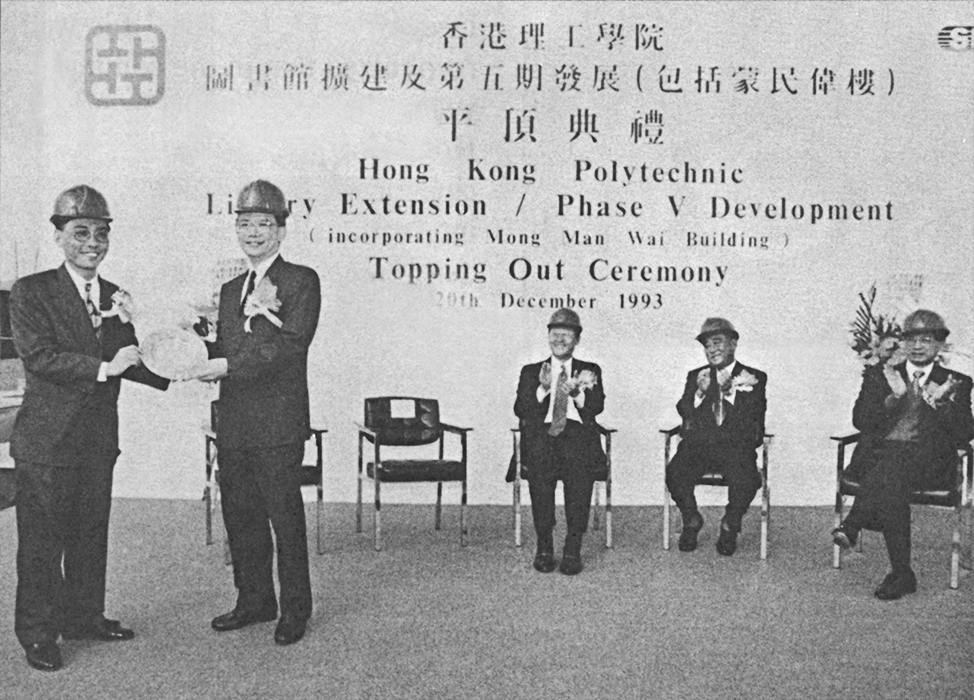 香港理工學院
圖書館擴建及第五期發展(包括蒙民偉樓)
平頂典禮
Hong Kong Polytechnic
Library Extension / Phase V Development
( incorporating Mong Man Wai Building )
Topping Out Ceremony
20th December 1993